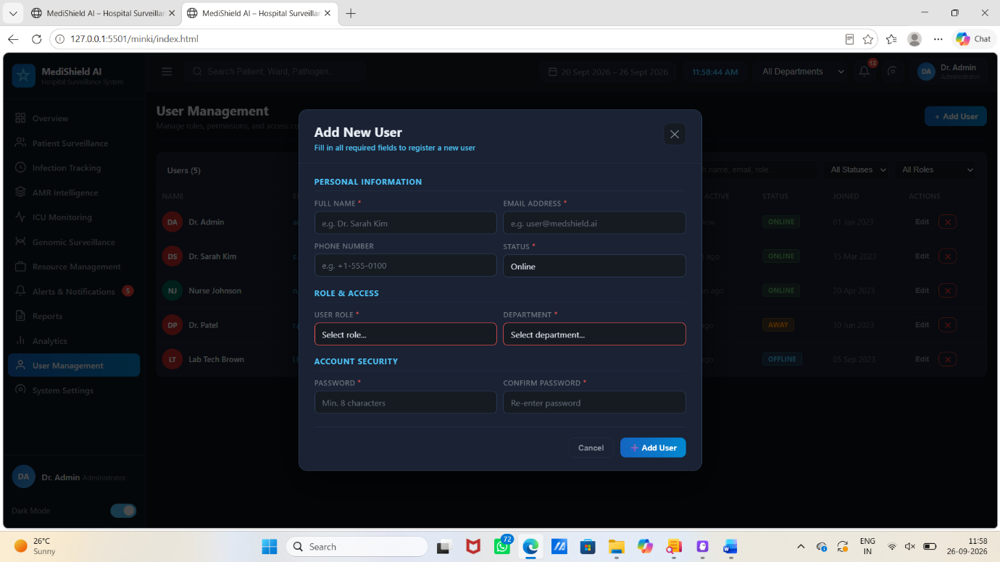 MediShield AI – Hospital Surveillan
MediShield AI – Hospital Surveillan
127.0.0.1:5501/minki/index.html
Chat
MediShield AI
Hospital Surveillance System
Search Patient, Ward, Pathogen...
20 Sept 2026 – 26 Sept 2026
11:58:44 AM
All Departments
12
DA
Dr. Admin
Administrator
Overview
Patient Surveillance
Infection Tracking
AMR Intelligence
ICU Monitoring
Genomic Surveillance
Resource Management
Alerts & Notifications 5
Reports
Analytics
User Management
System Settings
DA Dr. Admin Administrator
Dark Mode
User Management
Manage roles, permissions, and access
+ Add User
Users (5)
name, email, role...
All Statuses
All Roles
NAME
ACTIVE
STATUS
JOINED
ACTIONS
DA Dr. Admin
ONLINE
01 Jan 2023
Edit
DS Dr. Sarah Kim
ago
ONLINE
15 Mar 2023
Edit
NJ Nurse Johnson
ago
ONLINE
20 Apr 2023
Edit
DP Dr. Patel
ago
AWAY
10 Jun 2023
Edit
LT Lab Tech Brown
ago
OFFLINE
05 Sep 2023
Edit
Add New User
Fill in all required fields to register a new user
PERSONAL INFORMATION
FULL NAME *
EMAIL ADDRESS *
e.g. Dr. Sarah Kim
e.g. user@medshield.ai
PHONE NUMBER
STATUS *
e.g. +1-555-0100
Online
ROLE & ACCESS
USER ROLE *
DEPARTMENT *
Select role...
Select department...
ACCOUNT SECURITY
PASSWORD *
CONFIRM PASSWORD *
Min. 8 characters
Re-enter password
Cancel
+ Add User
26°C
Sunny
Search
72
ENG
IN
11:58
26-09-2026